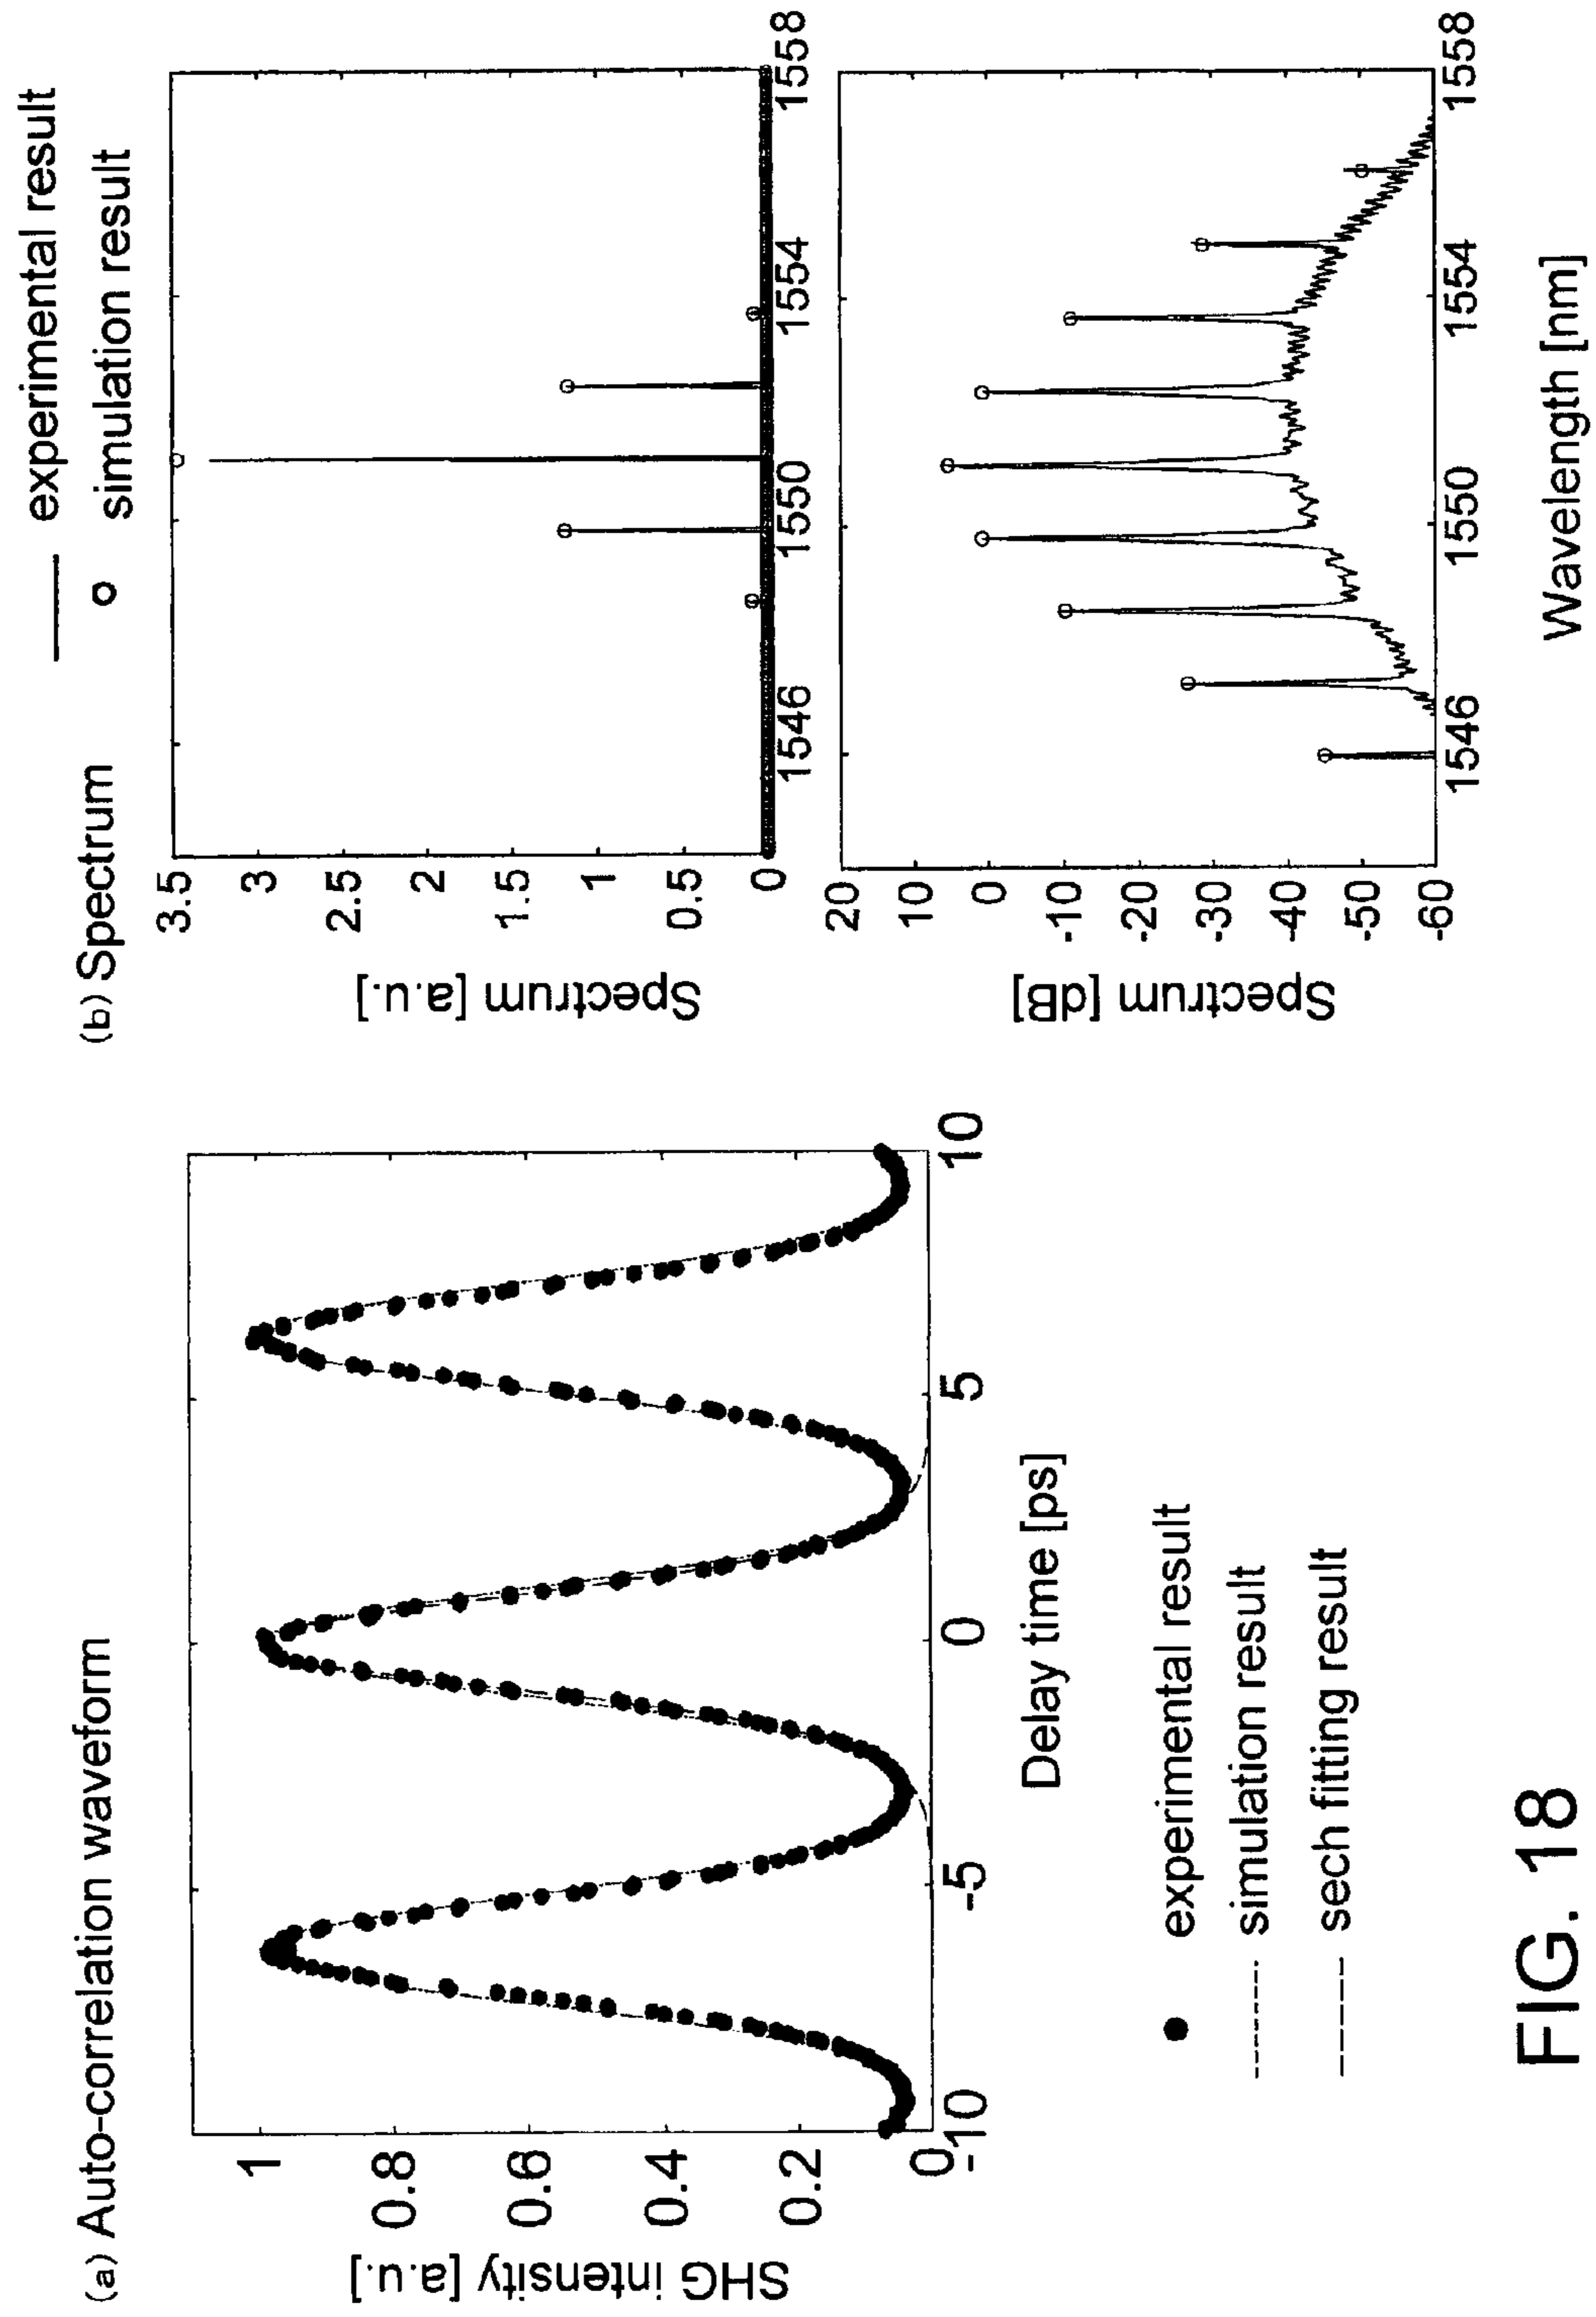 (a) Auto-correlation waveform
SHG intensity [a.u.]
1
0.8
0.6
0.4
0.2
0
-10
-5
0
5
10
Delay time [ps]
experimental result
simulation result
sech fitting result
(b) Spectrum
experimental result
simulation result
Spectrum [a.u.]
3.5
3
2.5
2
1.5
1
0.5
0
1546
1550
1554
1558
Spectrum [dB]
20
10
0
-10
-20
-30
-40
-50
-60
1546
1550
1554
1558
Wavelength [nm]
FIG. 18